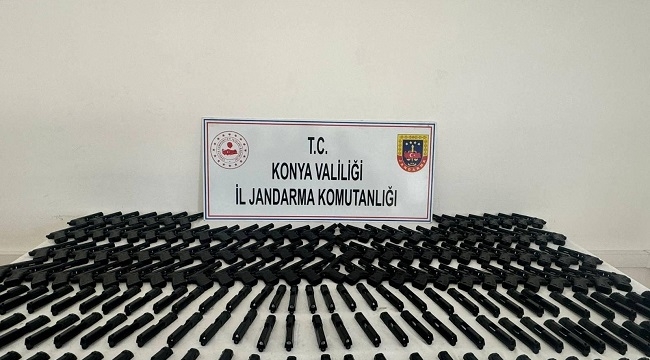 T.C.
KONYA VALİLİĞİ
İL JANDARMA KOMUTANLIĞI